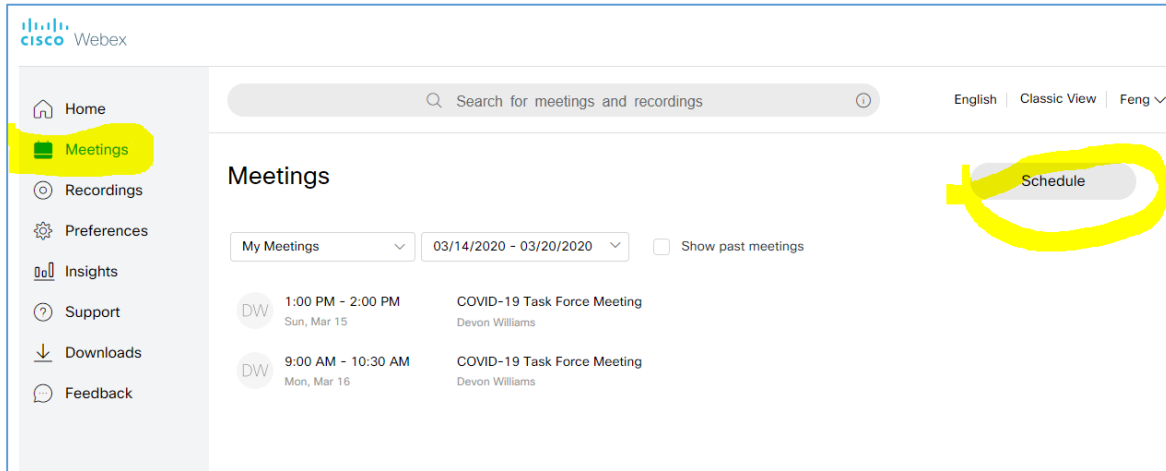 CISCO Webex
Home
Meetings
Recordings
Preferences
Insights
Support
Downloads
Feedback
Search for meetings and recordings
English Classic View Feng
Meetings
Schedule
My Meetings 03/14/2020 - 03/20/2020 Show past meetings
DW 1:00 PM - 2:00 PM COVID-19 Task Force Meeting
Sun, Mar 15 Devon Williams
DW 9:00 AM - 10:30 AM COVID-19 Task Force Meeting
Mon, Mar 16 Devon Williams